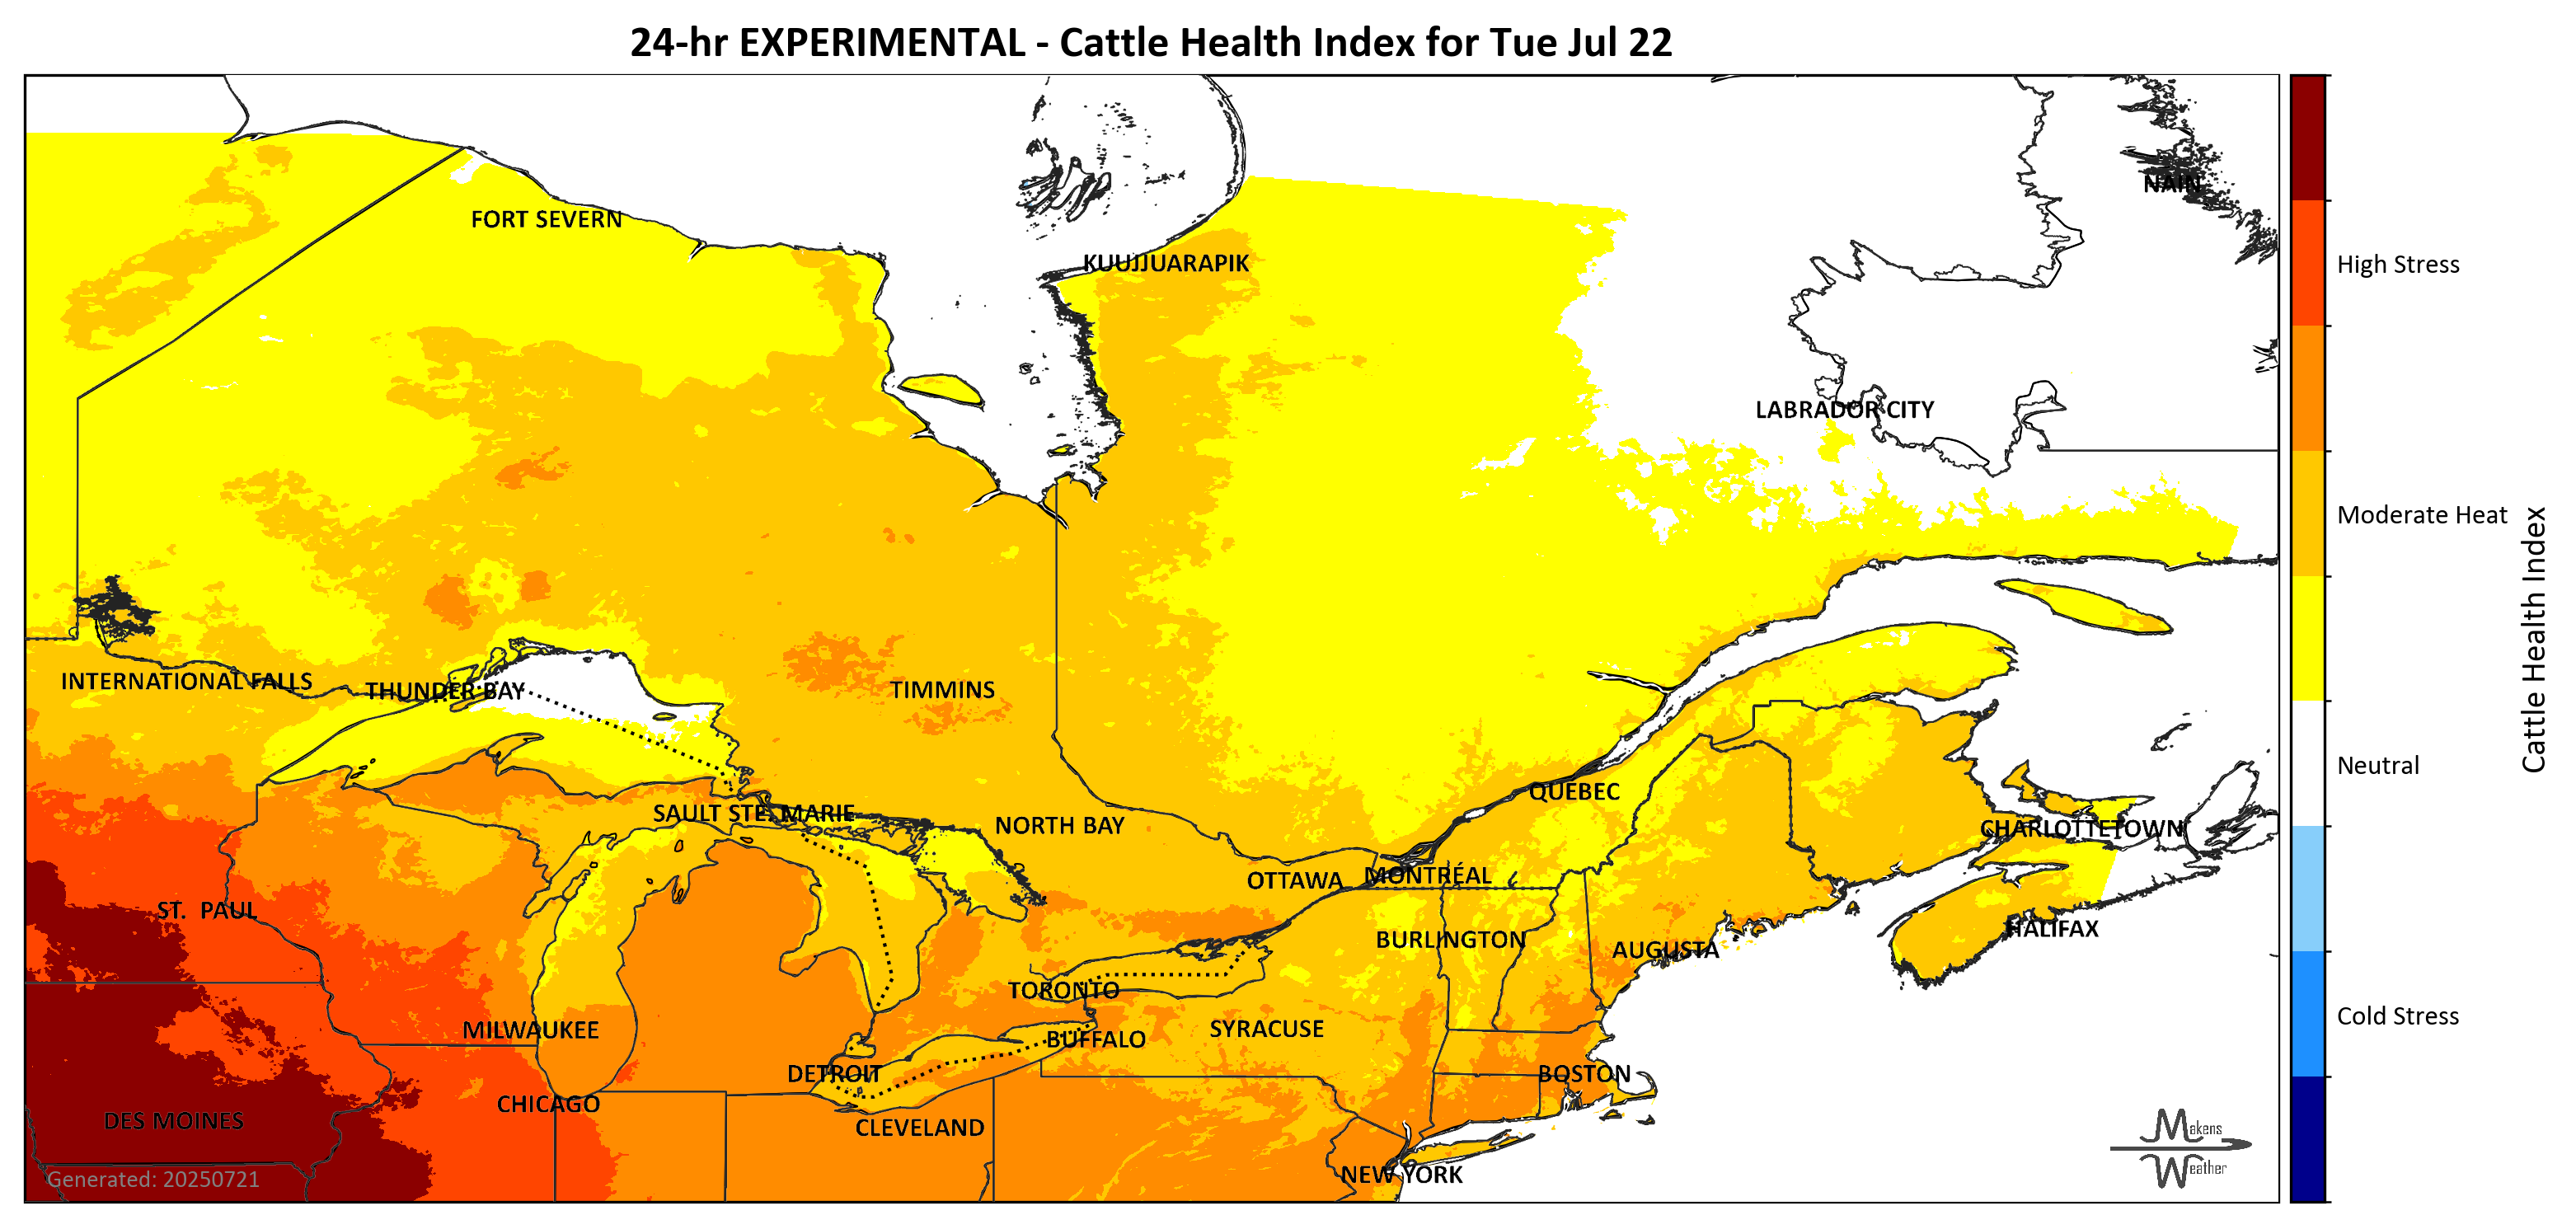 24-hr EXPERIMENTAL - Cattle Health Index for Tue Jul 22
NAIN
FORT SEVERN
KUUJJUARAPIK
High Stress
LABRADOR CITY
Moderate Heat
Cattle Health Index
INTERNATIONAL FALLS
THUNDER BAY
TIMMINS
Neutral
QUEBEC
SAULT STE. MARIE
NORTH BAY
CHARLOTTETOWN
OTTAWA
MONTRÉAL
ST. PAUL
HALIFAX
BURLINGTON
AUGUSTA
TORONTO
Cold Stress
MILWAUKEE
SYRACUSE
BUFFALO
DETROIT
BOSTON
CHICAGO
DES MOINES
CLEVELAND
Makens
Weather
NEW YORK
Generated: 20250721